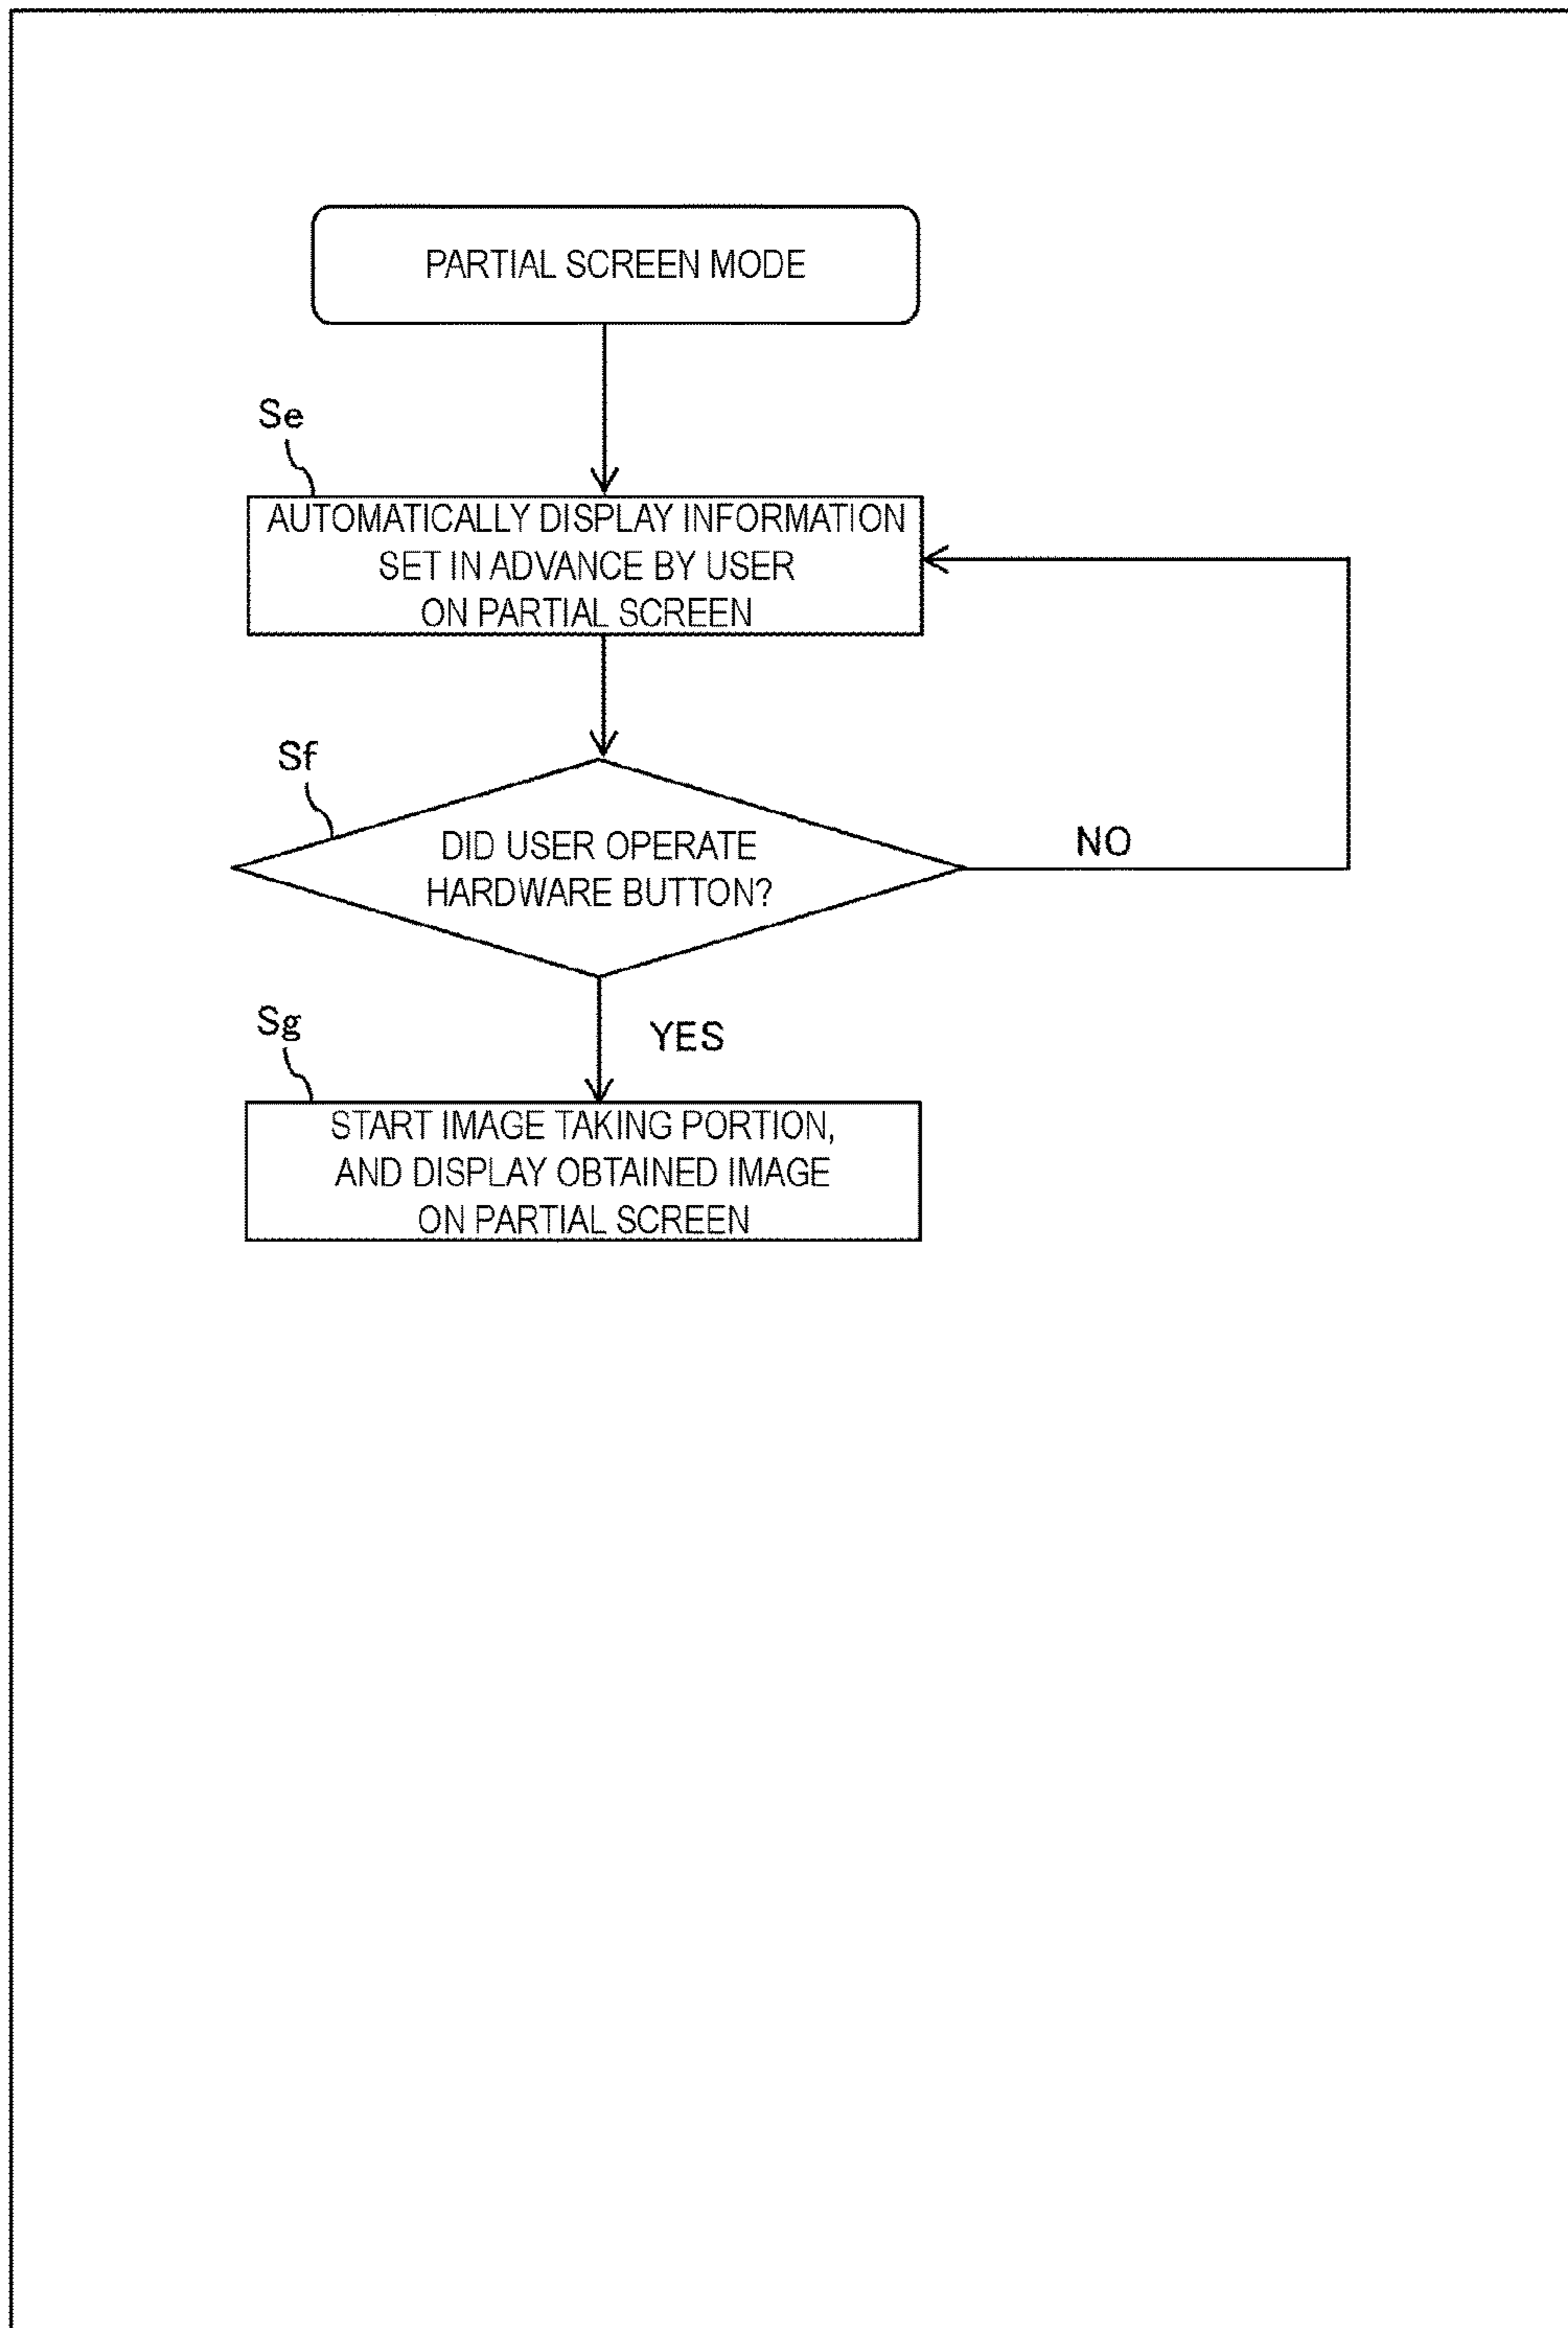 PARTIAL SCREEN MODE
Se
AUTOMATICALLY DISPLAY INFORMATION
SET IN ADVANCE BY USER
ON PARTIAL SCREEN
Sf
DID USER OPERATE
HARDWARE BUTTON?
NO
YES
Sg
START IMAGE TAKING PORTION,
AND DISPLAY OBTAINED IMAGE
ON PARTIAL SCREEN